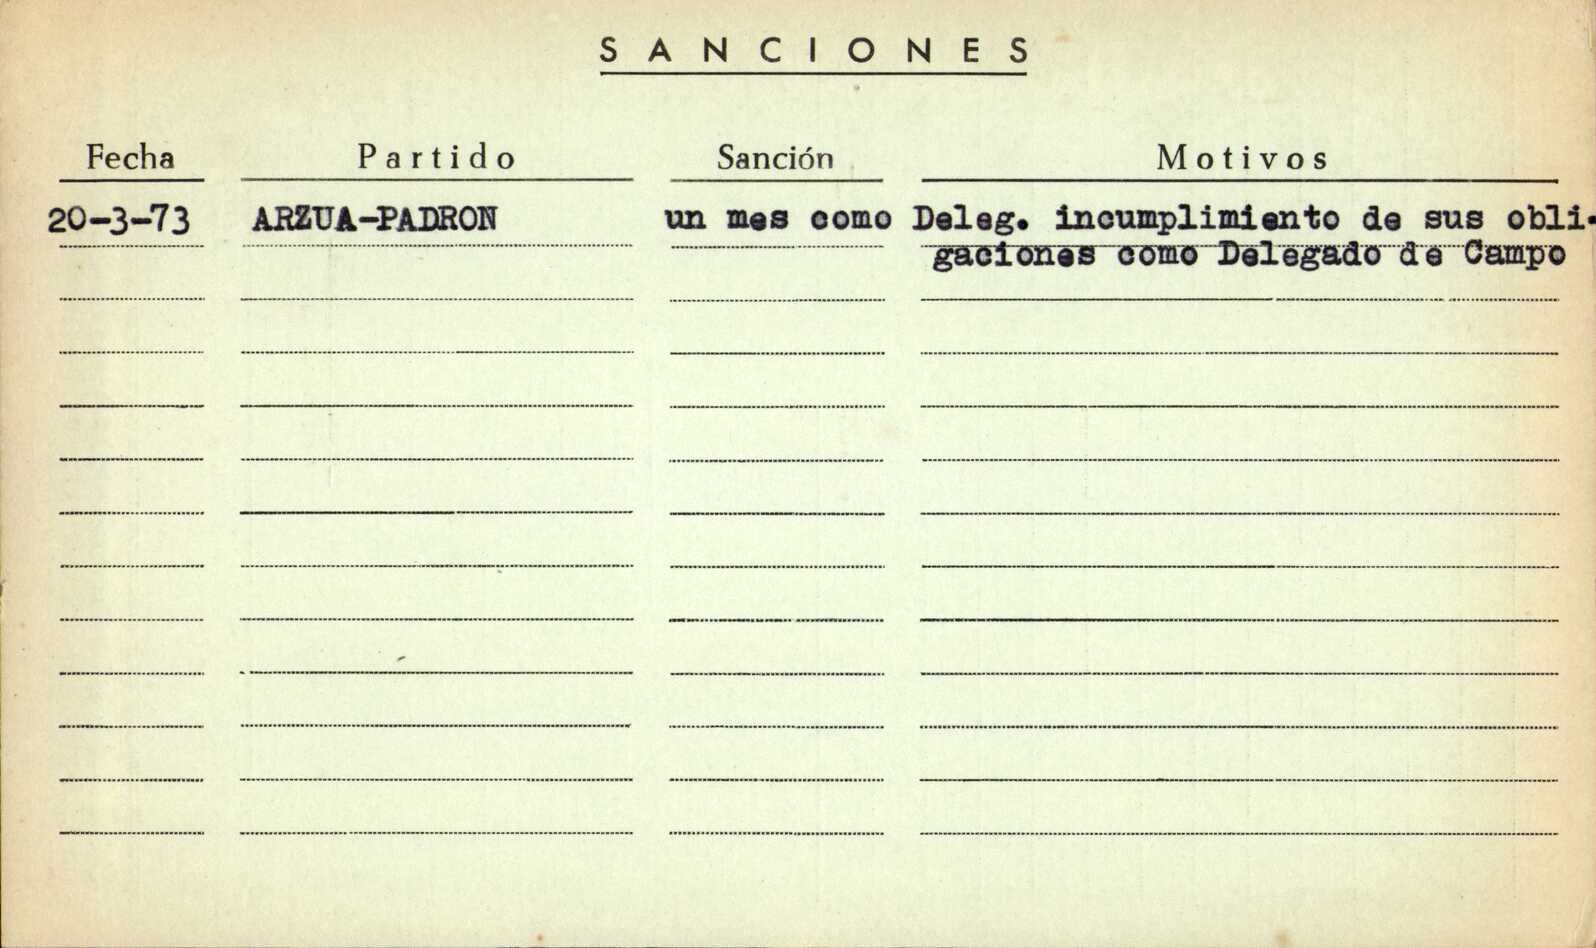 SANCIONES
Fecha Partido Sanción Motivos
20-3-73 ARZUA-PADRON un mes como Deleg. incumplimiento de sus obli-
gaciones como Delegado de Campo